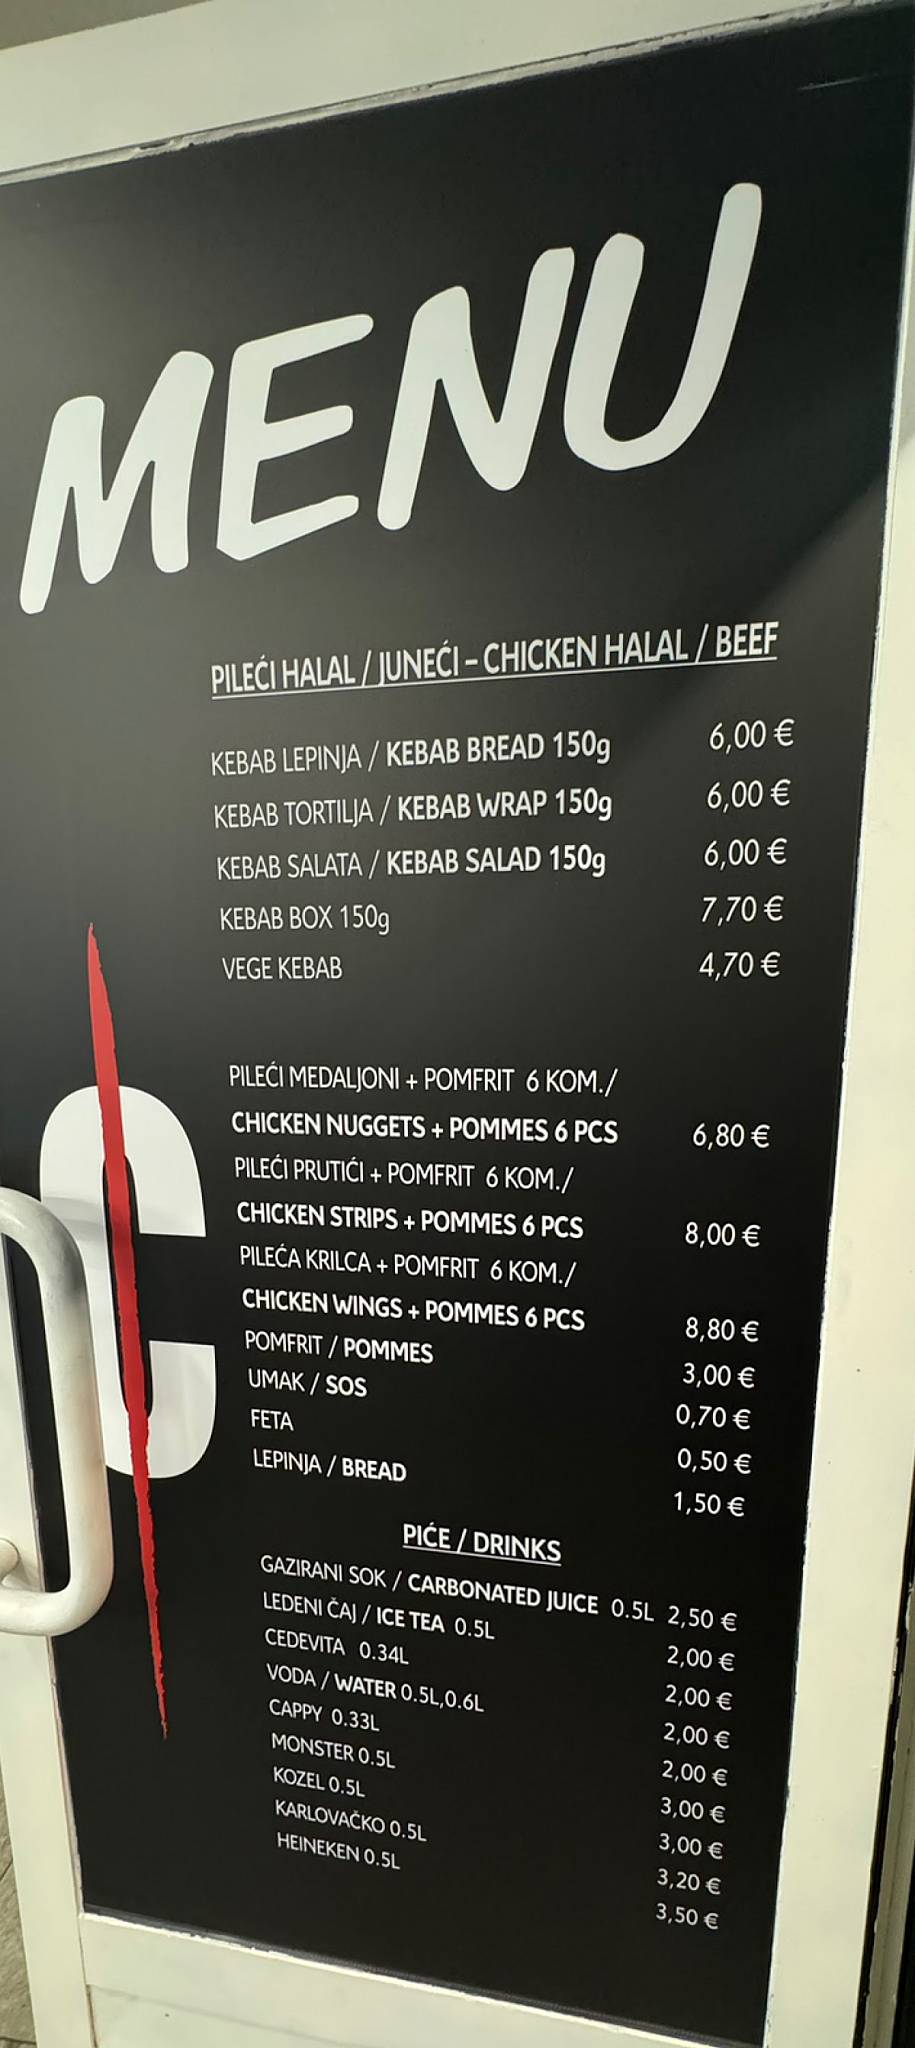 MENU
PILEĆI HALAL / JUNEĆI – CHICKEN HALAL / BEEF
KEBAB LEPINJA / KEBAB BREAD 150g 6,00 €
KEBAB TORTILJA / KEBAB WRAP 150g 6,00 €
KEBAB SALATA / KEBAB SALAD 150g 6,00 €
KEBAB BOX 150g 7,70 €
VEGE KEBAB 4,70 €
PILEĆI MEDALJONI + POMFRIT 6 KOM./
CHICKEN NUGGETS + POMMES 6 PCS 6,80 €
PILEĆI PRUTIĆI + POMFRIT 6 KOM./
CHICKEN STRIPS + POMMES 6 PCS 8,00 €
PILEĆA KRILCA + POMFRIT 6 KOM./
CHICKEN WINGS + POMMES 6 PCS 8,80 €
POMFRIT / POMMES 3,00 €
UMAK / SOS 0,70 €
FETA 0,50 €
LEPINJA / BREAD 1,50 €
PIĆE / DRINKS
GAZIRANI SOK / CARBONATED JUICE 0.5L 2,50 €
LEDENI ČAJ / ICE TEA 0.5L 2,00 €
CEDEVITA 0.34L 2,00 €
VODA / WATER 0.5L,0.6L 2,00 €
CAPPY 0.33L 2,00 €
MONSTER 0.5L 3,00 €
KOZEL 0.5L 3,00 €
KARLOVAČKO 0.5L 3,20 €
HEINEKEN 0.5L 3,50 €
C